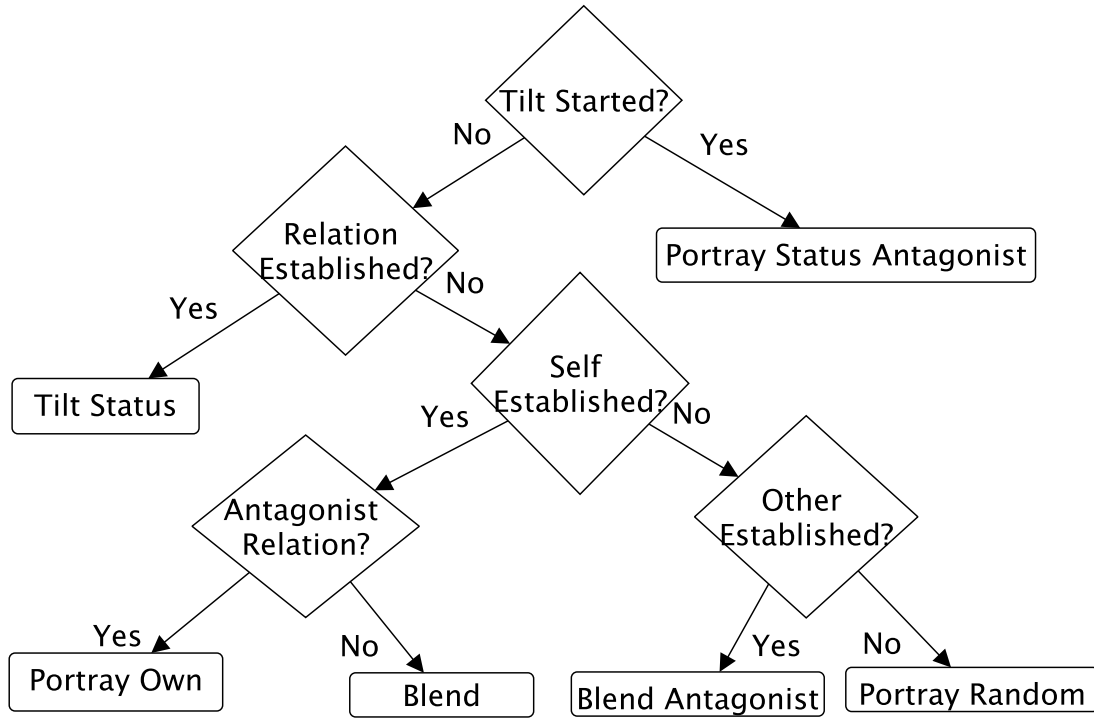 Tilt Started?
No
Yes
Relation
Established?
Portray Status Antagonist
No
Yes
Self
Established?
Tilt Status
Yes
No
Antagonist
Relation?
Other
Established?
Yes
No
Yes
No
Portray Own
Blend
Blend Antagonist
Portray Random